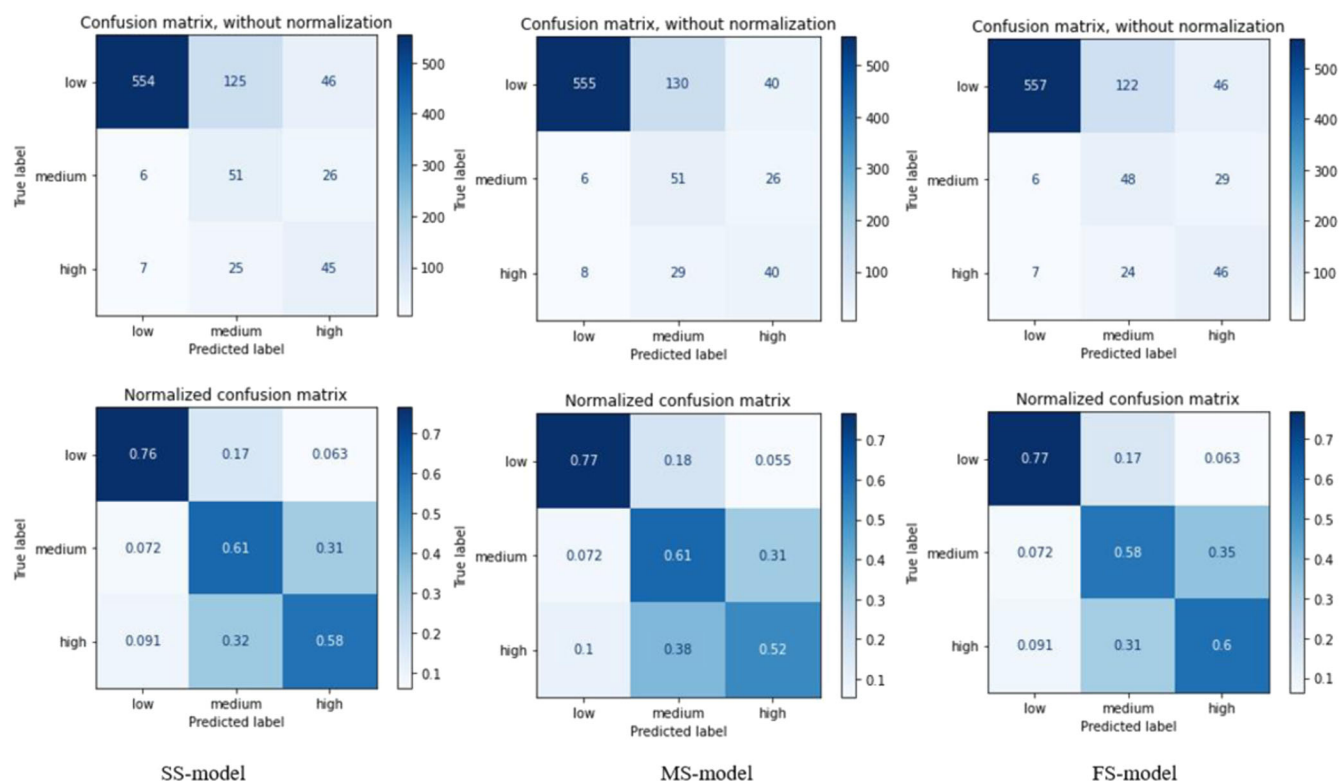 Confusion matrix, without normalization
low 554 125 46
medium 6 51 26
high 7 25 45
low medium high
Predicted label
True label
500
400
300
200
100
Confusion matrix, without normalization
low 555 130 40
medium 6 51 26
high 8 29 40
low medium high
Predicted label
True label
500
400
300
200
100
Confusion matrix, without normalization
low 557 122 46
medium 6 48 29
high 7 24 46
low medium high
Predicted label
True label
500
400
300
200
100
Normalized confusion matrix
low 0.76 0.17 0.063
medium 0.072 0.61 0.31
high 0.091 0.32 0.58
low medium high
Predicted label
True label
0.7
0.6
0.5
0.4
0.3
0.2
0.1
Normalized confusion matrix
low 0.77 0.18 0.055
medium 0.072 0.61 0.31
high 0.1 0.38 0.52
low medium high
Predicted label
True label
0.7
0.6
0.5
0.4
0.3
0.2
0.1
Normalized confusion matrix
low 0.77 0.17 0.063
medium 0.072 0.58 0.35
high 0.091 0.31 0.6
low medium high
Predicted label
True label
0.7
0.6
0.5
0.4
0.3
0.2
0.1
SS-model
MS-model
FS-model